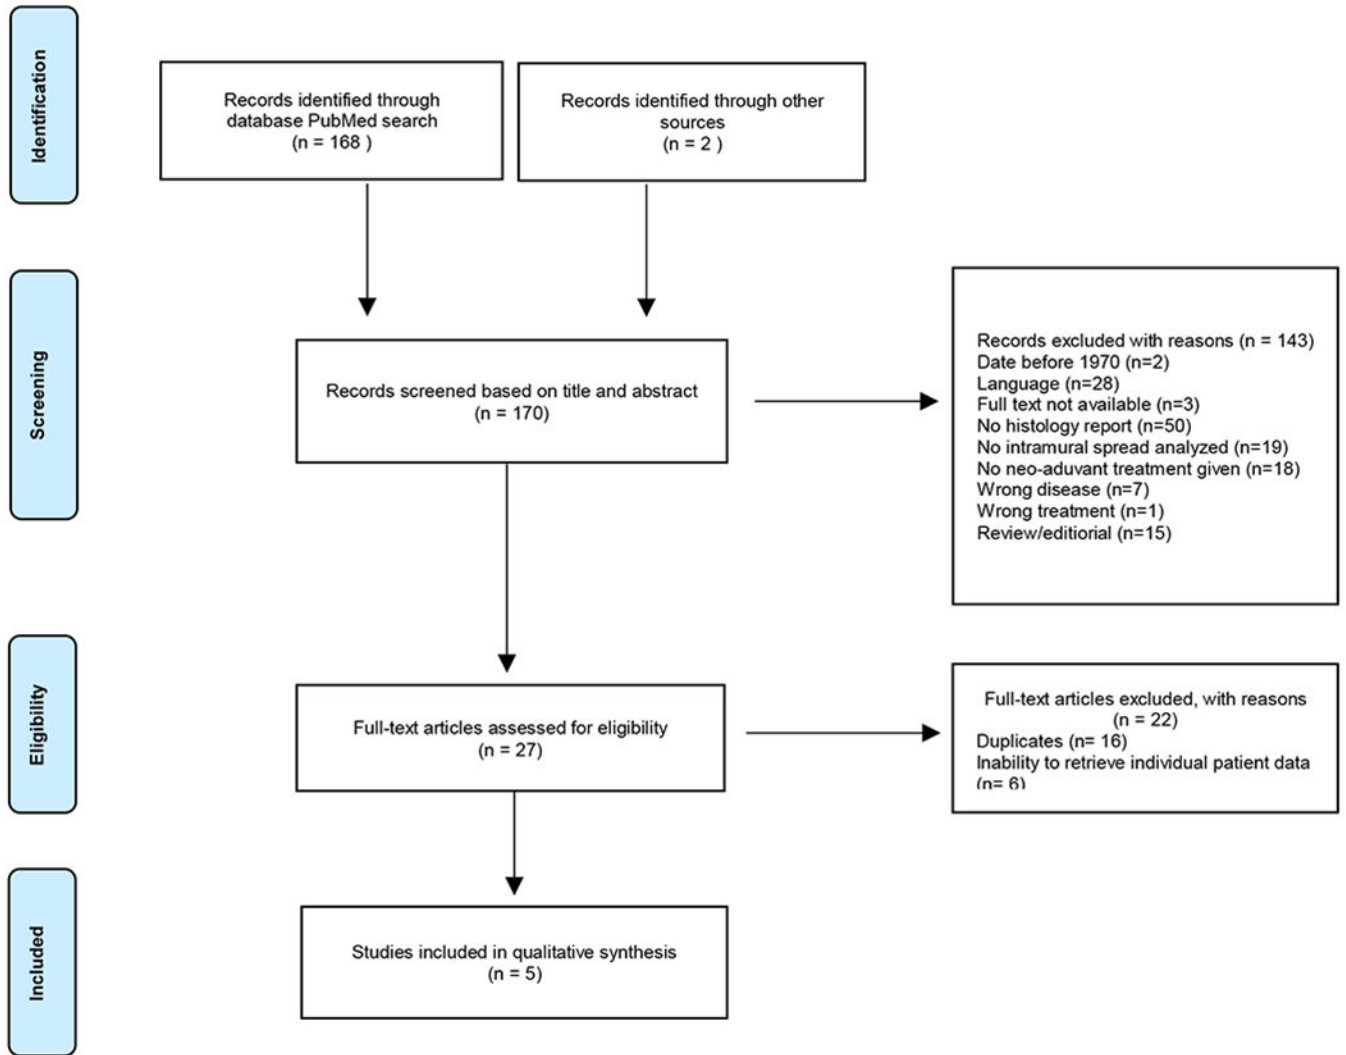 Identification
Records identified through
database PubMed search
(n = 168 )
Records identified through other
sources
(n = 2 )
Screening
Records screened based on title and abstract
(n = 170)
Records excluded with reasons (n = 143)
Date before 1970 (n=2)
Language (n=28)
Full text not available (n=3)
No histology report (n=50)
No intramural spread analyzed (n=19)
No neo-aduvant treatment given (n=18)
Wrong disease (n=7)
Wrong treatment (n=1)
Review/editiorial (n=15)
Eligibility
Full-text articles assessed for eligibility
(n = 27)
Full-text articles excluded, with reasons
(n = 22)
Duplicates (n= 16)
Inability to retrieve individual patient data
(n= 6)
Included
Studies included in qualitative synthesis
(n = 5)